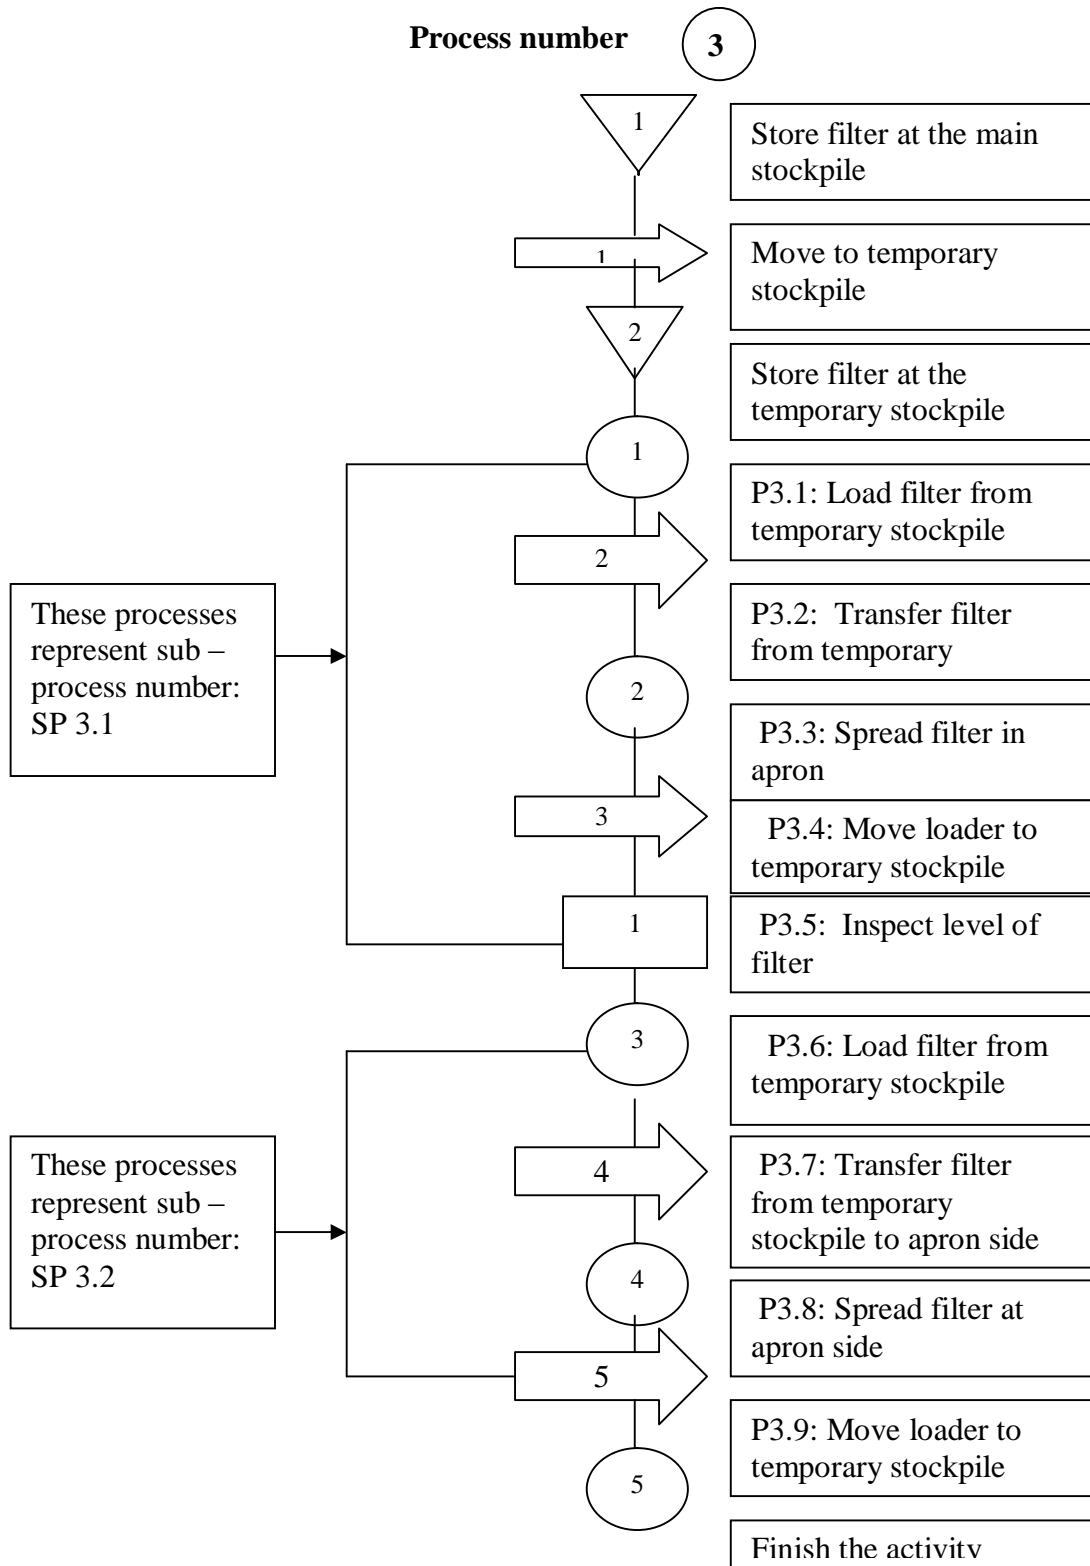 Process number 3
1
Store filter at the main
stockpile
1
Move to temporary
stockpile
2
Store filter at the
temporary stockpile
1
P3.1: Load filter from
temporary stockpile
2
P3.2: Transfer filter
from temporary
These processes
represent sub –
process number:
SP 3.1
2
P3.3: Spread filter in
apron
3
P3.4: Move loader to
temporary stockpile
1
P3.5: Inspect level of
filter
3
P3.6: Load filter from
temporary stockpile
These processes
represent sub –
process number:
SP 3.2
4
P3.7: Transfer filter
from temporary
stockpile to apron side
4
P3.8: Spread filter at
apron side
5
P3.9: Move loader to
temporary stockpile
5
Finish the activity